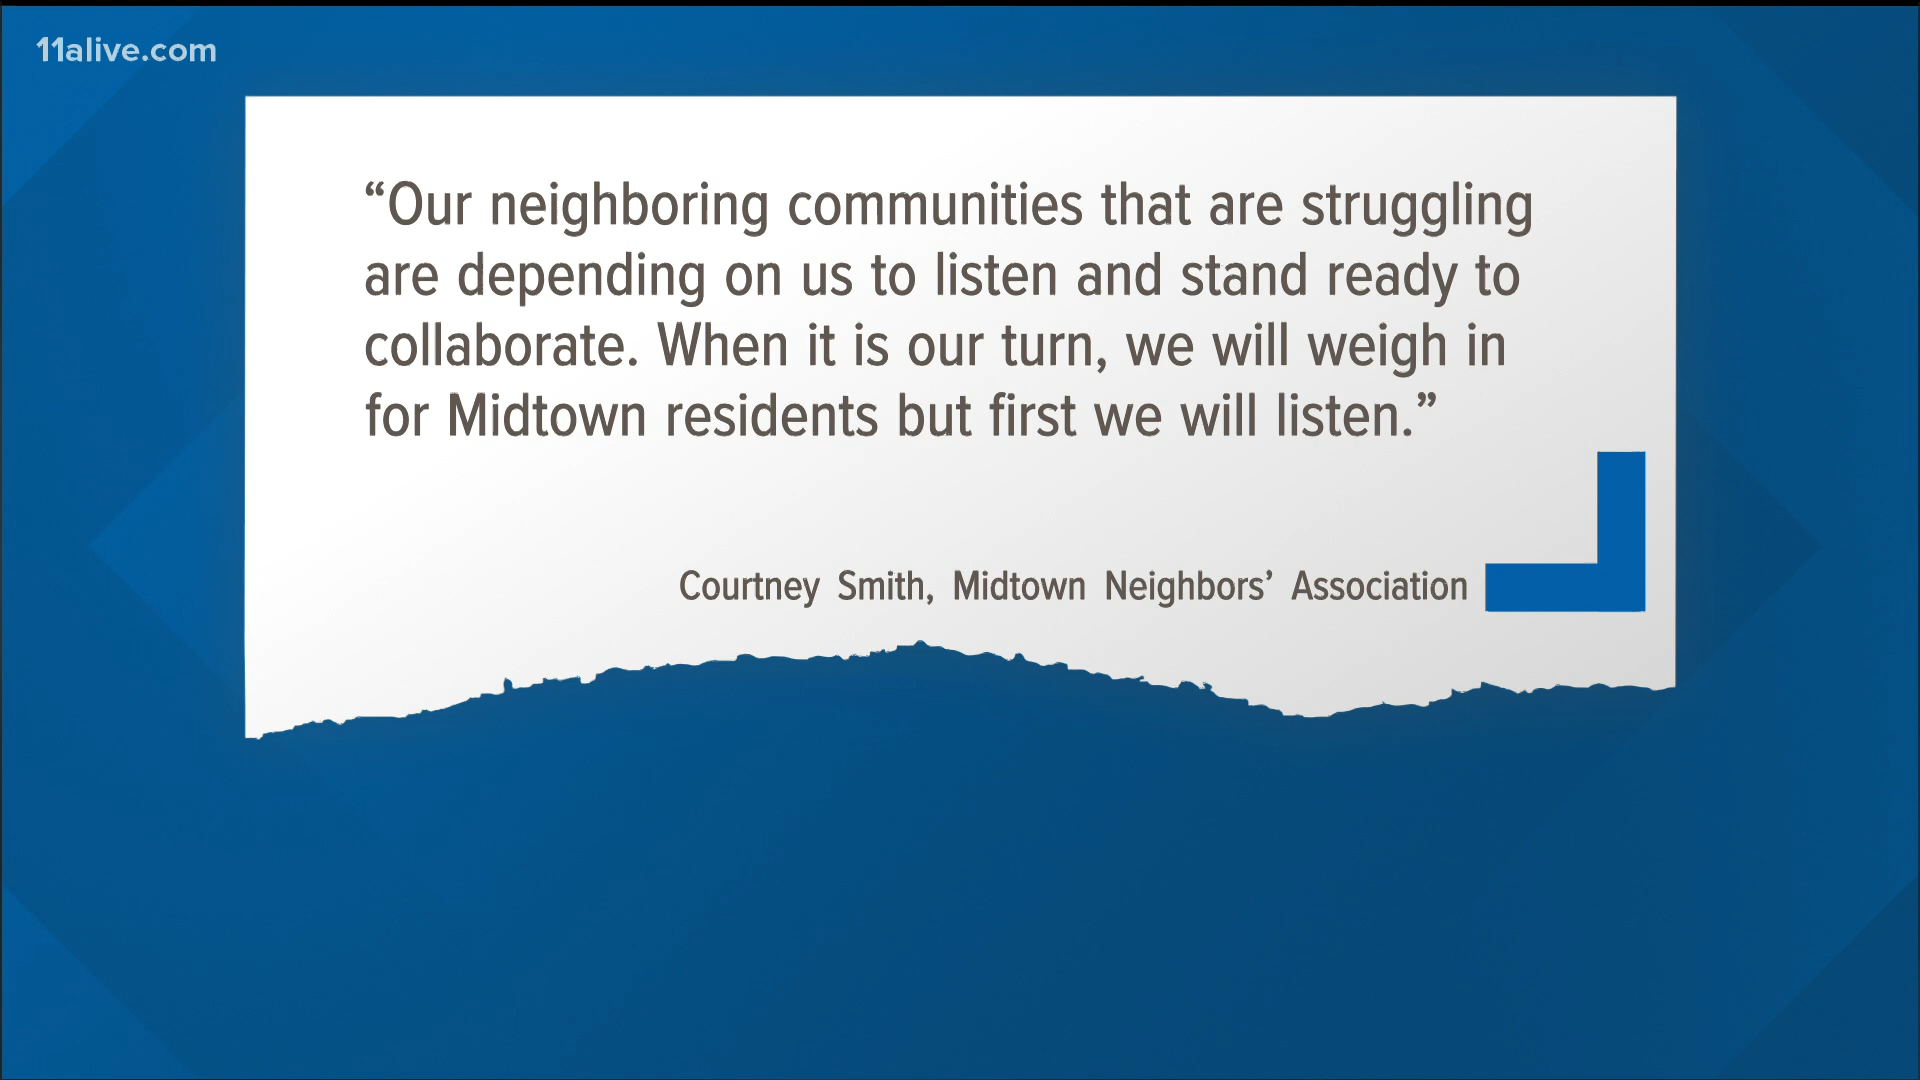 11alive.com
“Our neighboring communities that are struggling
are depending on us to listen and stand ready to
collaborate. When it is our turn, we will weigh in
for Midtown residents but first we will listen.”
Courtney Smith, Midtown Neighbors’ Association